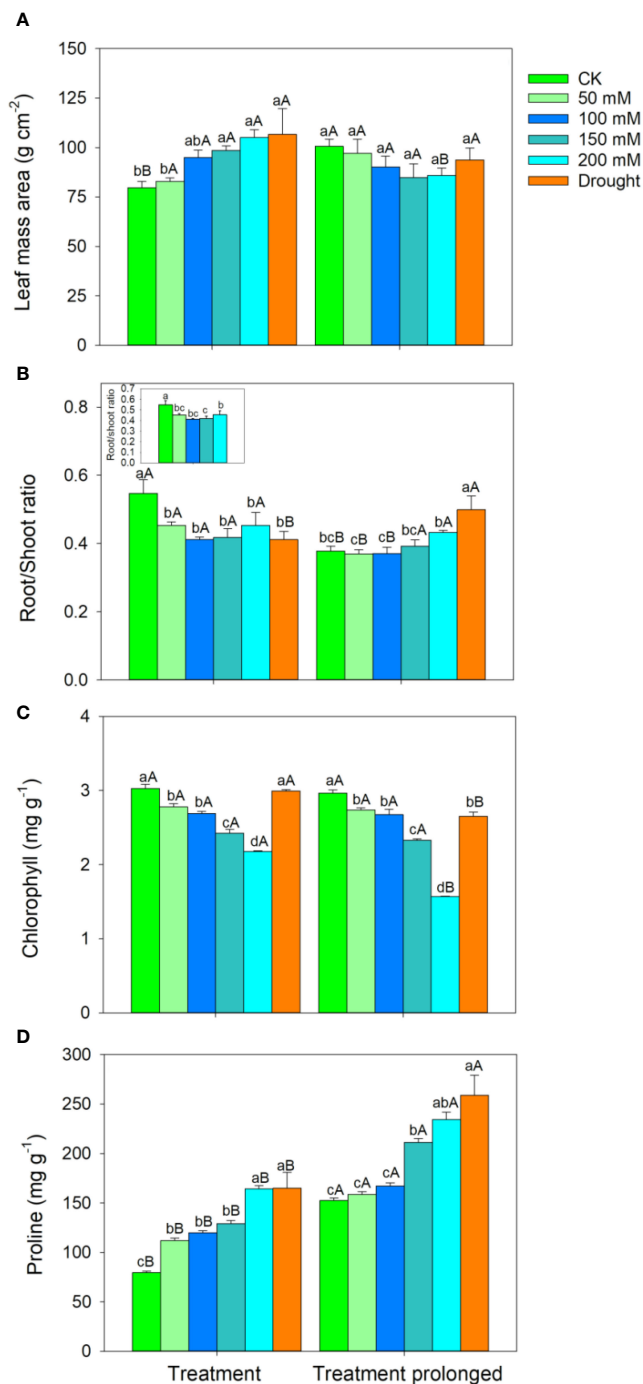 A
Leaf mass area (g cm⁻²)
150
125
100
75
50
25
0
bB bA abA aA aA aA
aA aA aA aA aB aA
CK
50 mM
100 mM
150 mM
200 mM
Drought
B
Root/Shoot ratio
0.8
0.6
0.4
0.2
0.0
Root/shoot ratio
0.7
0.6
0.5
0.4
0.3
0.2
0.1
0.0
a bc bc c b
aA bA bA bA bA bB
bcB cB cB bcA bA aA
C
Chlorophyll (mg g⁻¹)
4
3
2
1
0
aA bA bA cA dA aA
aA bA bA cA dB bB
D
Proline (mg g⁻¹)
300
250
200
150
100
50
0
cB bB bB bB aB aB
cA cA cA bA abA aA
Treatment
Treatment prolonged